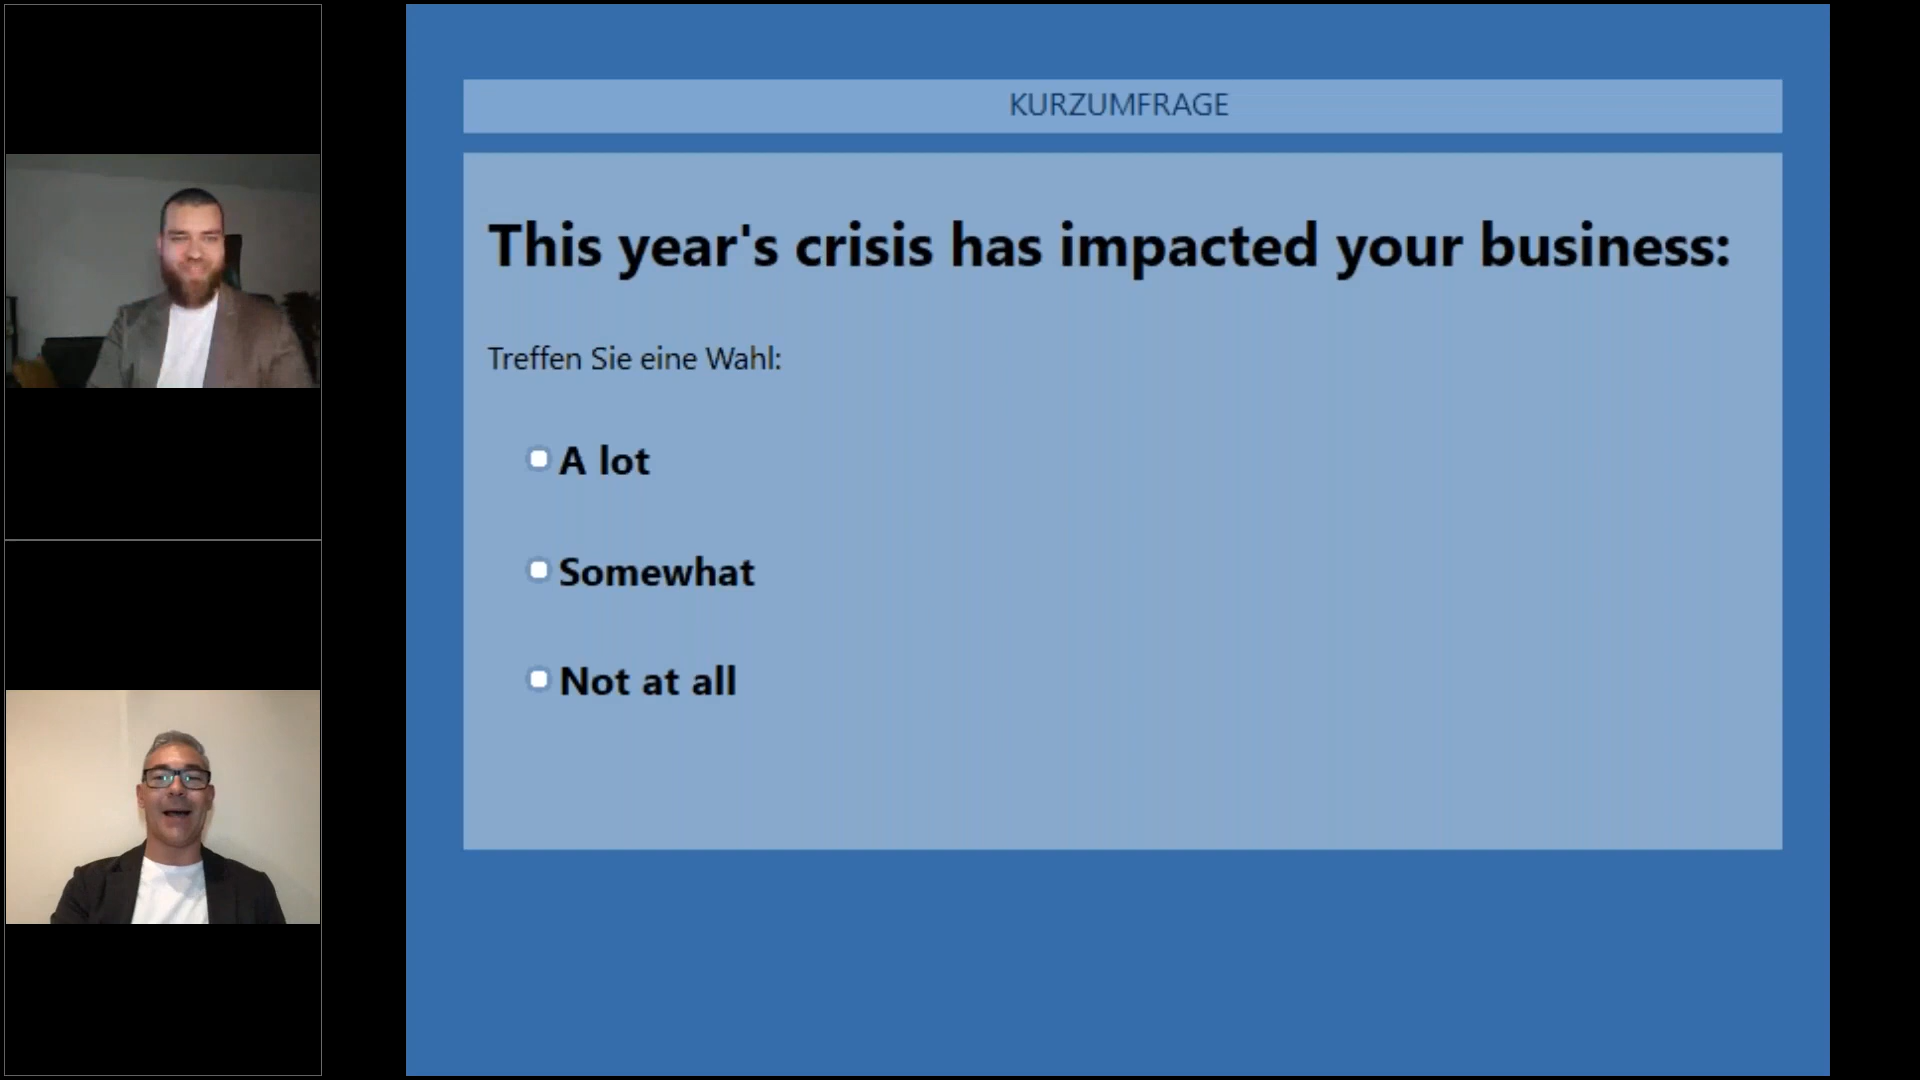 KURZUMFRAGE
This year's crisis has impacted your business:
Treffen Sie eine Wahl:
A lot
Somewhat
Not at all